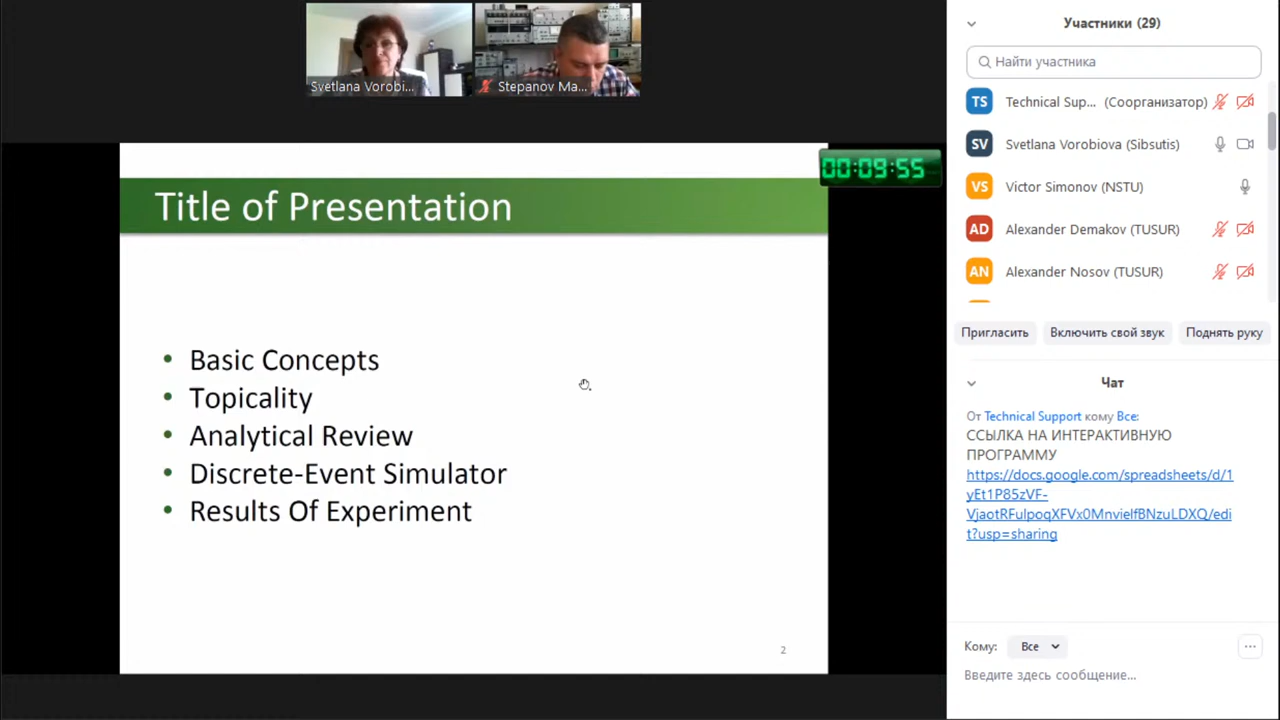 Svetlana Vorobi...
Stepanov Ma...
00:09:55
Title of Presentation
• Basic Concepts
• Topicality
• Analytical Review
• Discrete-Event Simulator
• Results Of Experiment
2
Участники (29)
Найти участника
TS Technical Sup... (Соорганизатор)
SV Svetlana Vorobiova (Sibsutis)
VS Victor Simonov (NSTU)
AD Alexander Demakov (TUSUR)
AN Alexander Nosov (TUSUR)
Пригласить Включить свой звук Поднять руку
Чат
От Technical Support кому Все:
ССЫЛКА НА ИНТЕРАКТИВНУЮ
ПРОГРАММУ
https://docs.google.com/spreadsheets/d/1
yEt1P85zVF-
VjaotRFulpoqXFVx0MnvielfBNzuLDXQ/edi
t?usp=sharing
Кому: Все
Введите здесь сообщение...